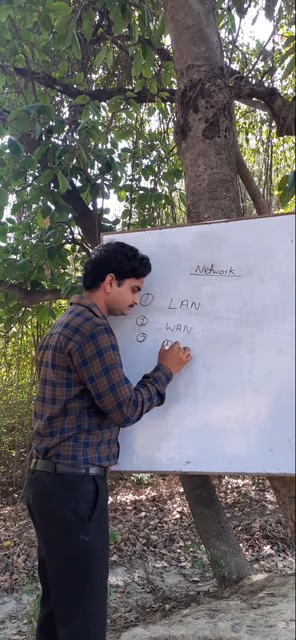 Network
① LAN
② WAN
③ M